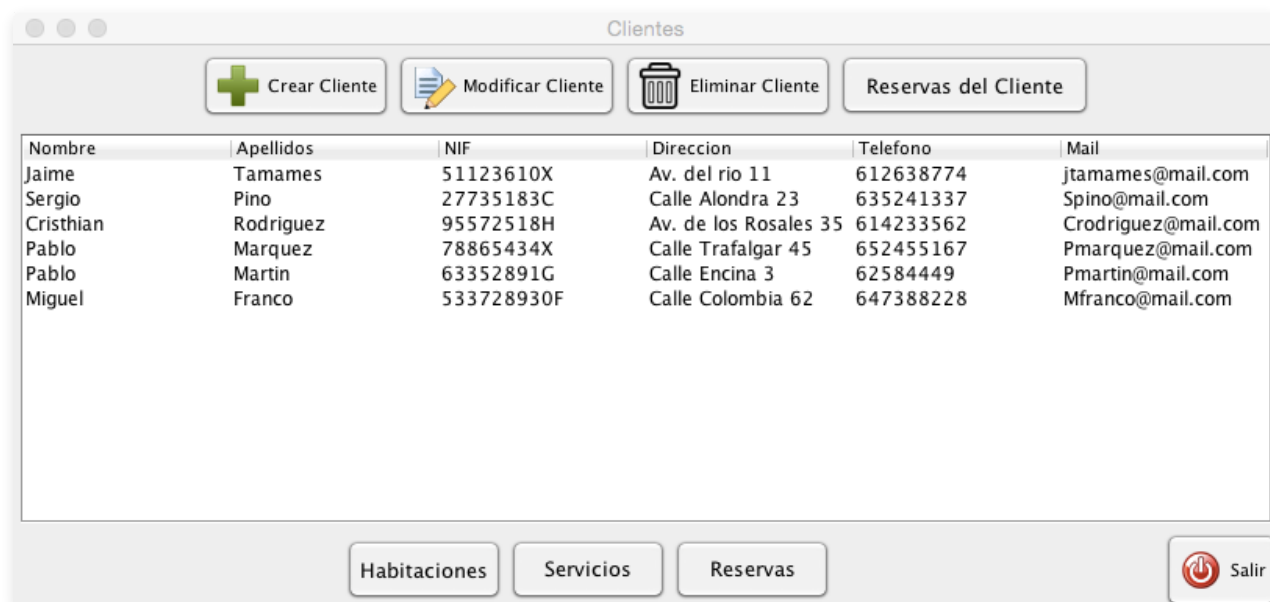 Clientes
Crear Cliente Modificar Cliente Eliminar Cliente Reservas del Cliente
Nombre Apellidos NIF Direccion Telefono Mail
Jaime Tamames 51123610X Av. del rio 11 612638774 jtamames@mail.com
Sergio Pino 27735183C Calle Alondra 23 635241337 Spino@mail.com
Cristhian Rodriguez 95572518H Av. de los Rosales 35 614233562 Crodriguez@mail.com
Pablo Marquez 78865434X Calle Trafalgar 45 652455167 Pmarquez@mail.com
Pablo Martin 63352891G Calle Encina 3 62584449 Pmartin@mail.com
Miguel Franco 533728930F Calle Colombia 62 647388228 Mfranco@mail.com
Habitaciones Servicios Reservas Salir